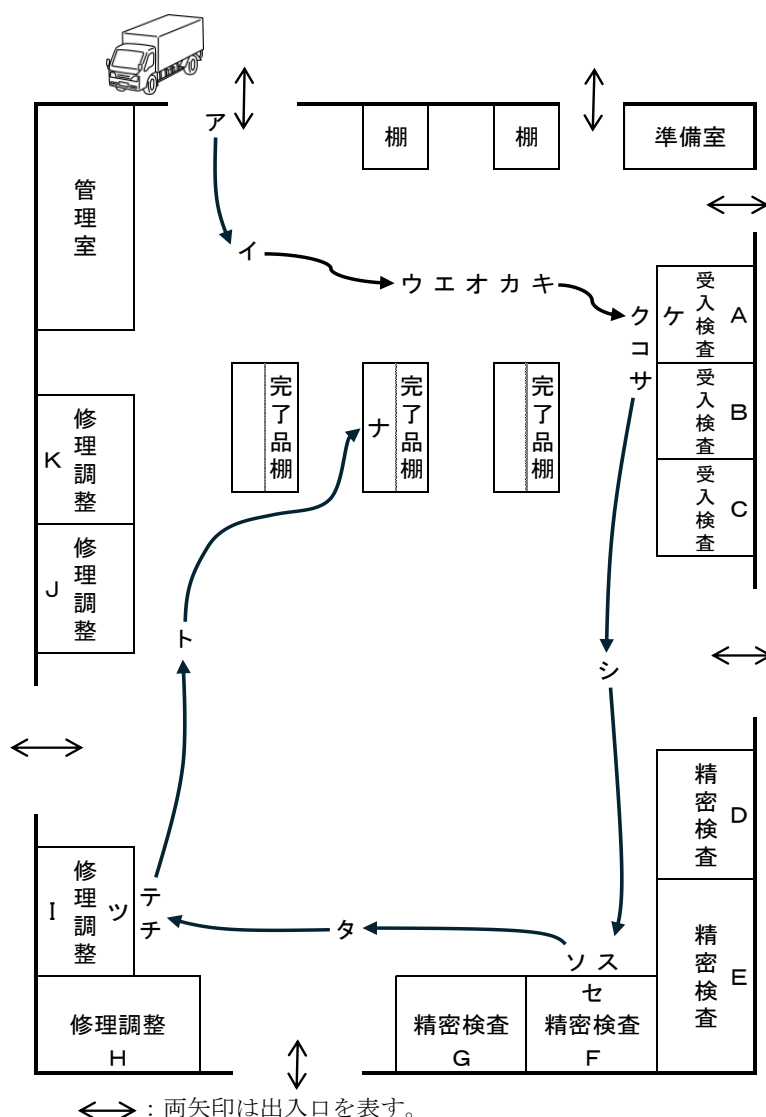 ア
棚
棚
準備室
管理室
イ
ウエオカキ
クコサ
ケ
受入検査
A
受入検査
B
受入検査
C
完了品棚
ナ
完了品棚
完了品棚
K
修理調整
J
修理調整
ト
シ
精密検査
D
精密検査
E
I
修理調整
ツ
テチ
タ
ソス
セ
修理調整
H
精密検査
G
精密検査
F
:両矢印は出入口を表す。